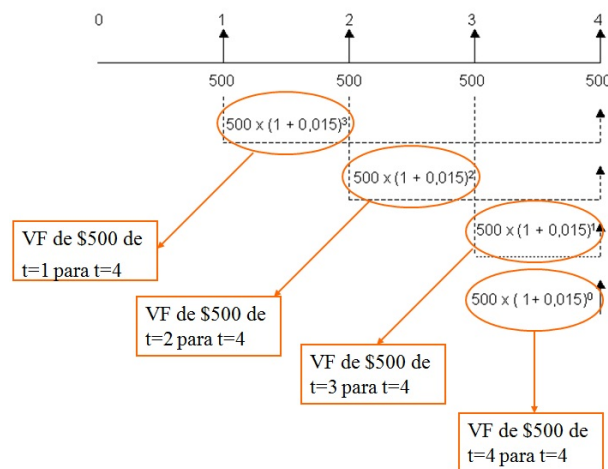 0 1 2 3 4
500 500 500 500
500 x (1 + 0,015)³
500 x (1 + 0,015)²
500 x (1 + 0,015)¹
500 x ( 1+ 0,015)⁰
VF de $500 de
t=1 para t=4
VF de $500 de
t=2 para t=4
VF de $500 de
t=3 para t=4
VF de $500 de
t=4 para t=4